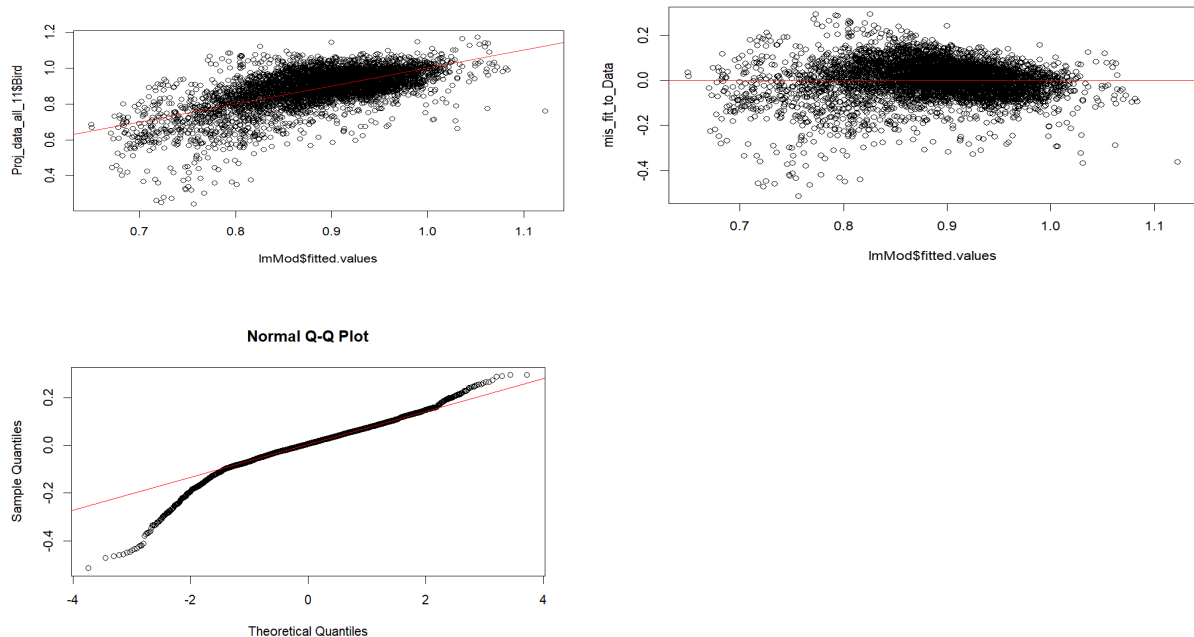 Proj_data_all_11$Bird
0.4 0.6 0.8 1.0 1.2
0.7 0.8 0.9 1.0 1.1
lmMod$fitted.values
mis_fit_to_Data
-0.4 -0.2 0.0 0.2
0.7 0.8 0.9 1.0 1.1
lmMod$fitted.values
Normal Q-Q Plot
Sample Quantiles
-0.4 -0.2 0.0 0.2
-4 -2 0 2 4
Theoretical Quantiles